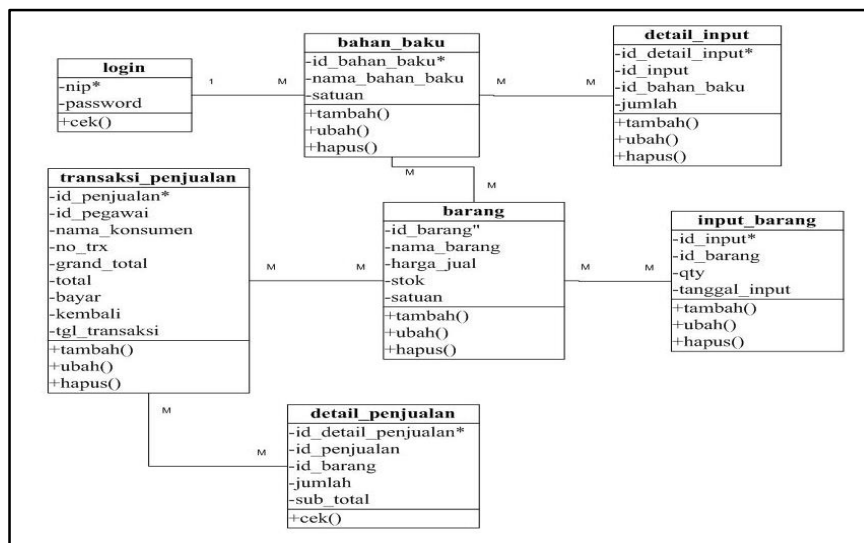 login
-nip*
-password
+cek()
1
M
bahan_baku
-id_bahan_baku*
-nama_bahan_baku
-satuan
+tambah()
+ubah()
+hapus()
M
M
detail_input
-id_detail_input*
-id_input
-id_bahan_baku
-jumlah
+tambah()
+ubah()
+hapus()
M
M
transaksi_penjualan
-id_penjualan*
-id_pegawai
-nama_konsumen
-no_trx
-grand_total
-total
-bayar
-kembali
-tgl_transaksi
+tambah()
+ubah()
+hapus()
M
M
barang
-id_barang"
-nama_barang
-harga_jual
-stok
-satuan
+tambah()
+ubah()
+hapus()
M
M
input_barang
-id_input*
-id_barang
-qty
-tanggal_input
+tambah()
+ubah()
+hapus()
M
M
detail_penjualan
-id_detail_penjualan*
-id_penjualan
-id_barang
-jumlah
-sub_total
+cek()